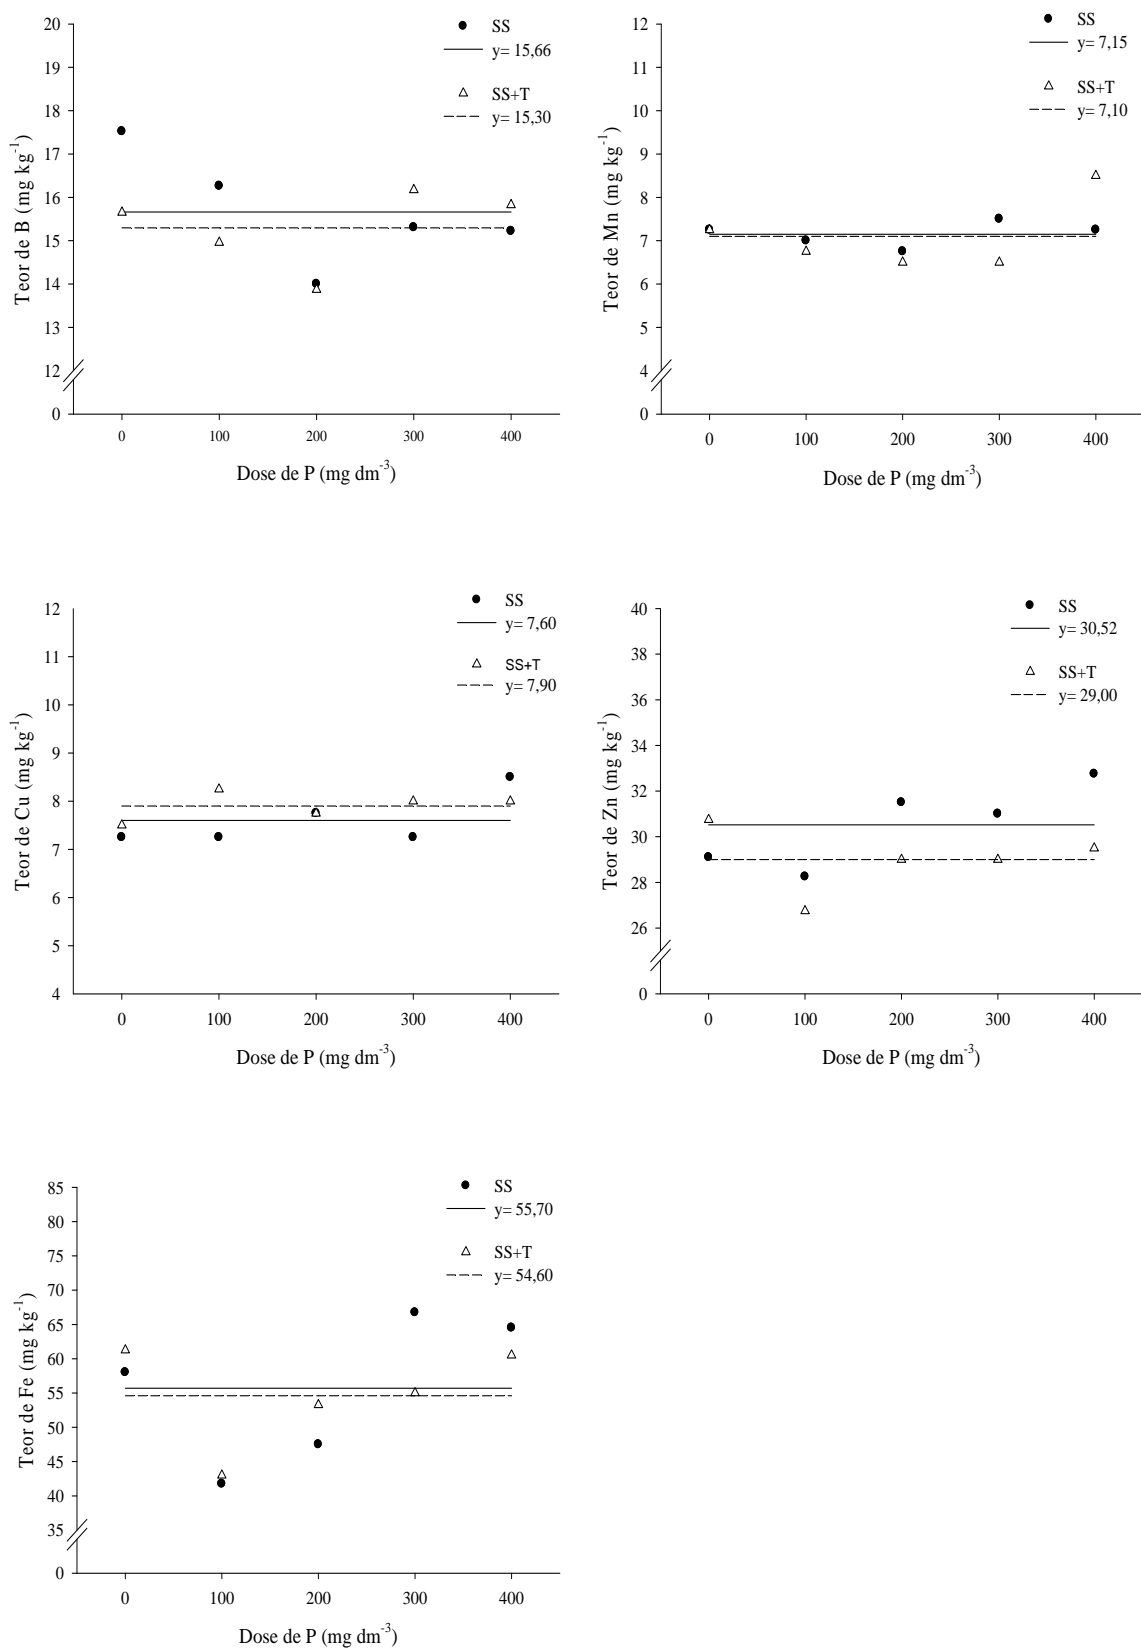 SS
y= 15,66
SS+T
y= 15,30
20
19
18
17
16
15
14
13
12
0
Teor de B (mg kg⁻¹)
0 100 200 300 400
Dose de P (mg dm⁻³)
SS
y= 7,15
SS+T
y= 7,10
12
11
10
9
8
7
6
5
4
0
Teor de Mn (mg kg⁻¹)
0 100 200 300 400
Dose de P (mg dm⁻³)
SS
y= 7,60
SS+T
y= 7,90
12
11
10
9
8
7
6
5
4
Teor de Cu (mg kg⁻¹)
0 100 200 300 400
Dose de P (mg dm⁻³)
SS
y= 30,52
SS+T
y= 29,00
40
38
36
34
32
30
28
26
0
Teor de Zn (mg kg⁻¹)
0 100 200 300 400
Dose de P (mg dm⁻³)
SS
y= 55,70
SS+T
y= 54,60
85
80
75
70
65
60
55
50
45
40
35
0
Teor de Fe (mg kg⁻¹)
0 100 200 300 400
Dose de P (mg dm⁻³)